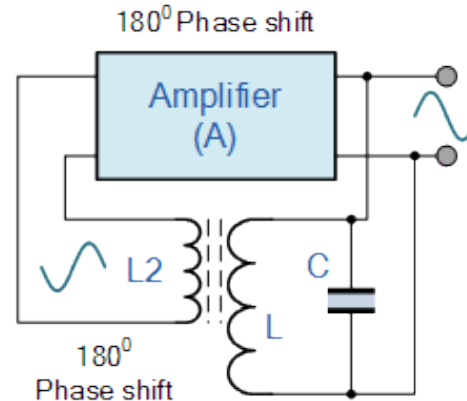 180⁰ Phase shift
Amplifier
(A)
L2
C
L
180⁰
Phase shift